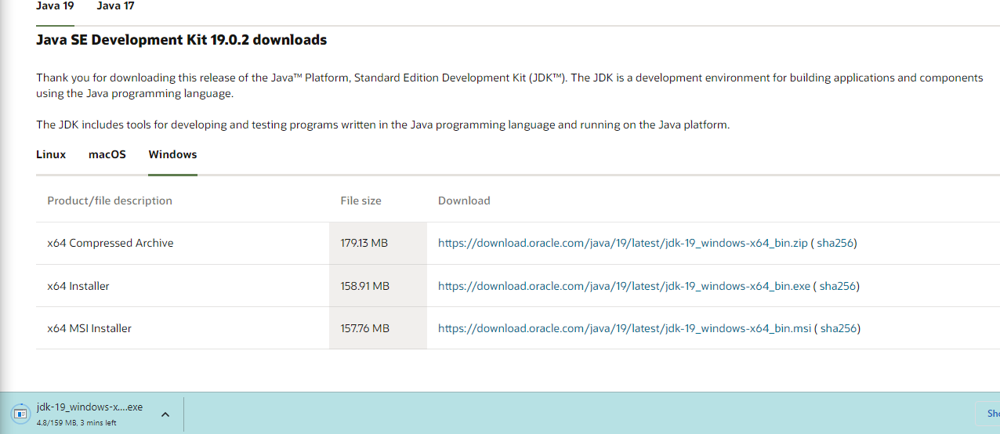 Java 19 Java 17
Java SE Development Kit 19.0.2 downloads
Thank you for downloading this release of the Java™ Platform, Standard Edition Development Kit (JDK™). The JDK is a development environment for building applications and components
using the Java programming language.
The JDK includes tools for developing and testing programs written in the Java programming language and running on the Java platform.
Linux macOS Windows
Product/file description File size Download
x64 Compressed Archive 179.13 MB https://download.oracle.com/java/19/latest/jdk-19_windows-x64_bin.zip ( sha256)
x64 Installer 158.91 MB https://download.oracle.com/java/19/latest/jdk-19_windows-x64_bin.exe ( sha256)
x64 MSI Installer 157.76 MB https://download.oracle.com/java/19/latest/jdk-19_windows-x64_bin.msi ( sha256)
jdk-19_windows-x....exe
4.8/159 MB, 3 mins left